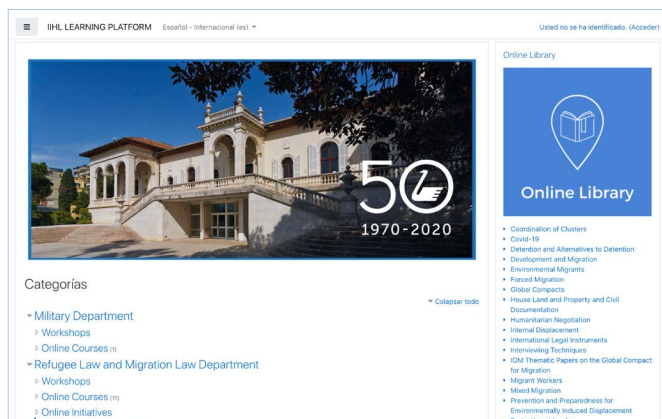 IIHL LEARNING PLATFORM
Español - Internacional (es)
Usted no se ha identificado. (Acceder)
50
1970-2020
Categorías
Colapsar todo
Military Department
Workshops
Online Courses (1)
Refugee Law and Migration Law Department
Workshops
Online Courses (11)
Online Initiatives
Online Library
Online Library
Coordination of Clusters
Covid-19
Detention and Alternatives to Detention
Development and Migration
Environmental Migrants
Forced Migration
Global Compacts
House Land and Property and Civil
Documentation
Humanitarian Negotiation
Internal Displacement
International Legal Instruments
Interviewing Techniques
IOM Thematic Papers on the Global Compact
for Migration
Migrant Workers
Mixed Migration
Prevention and Preparedness for
Environmentally Induced Displacement